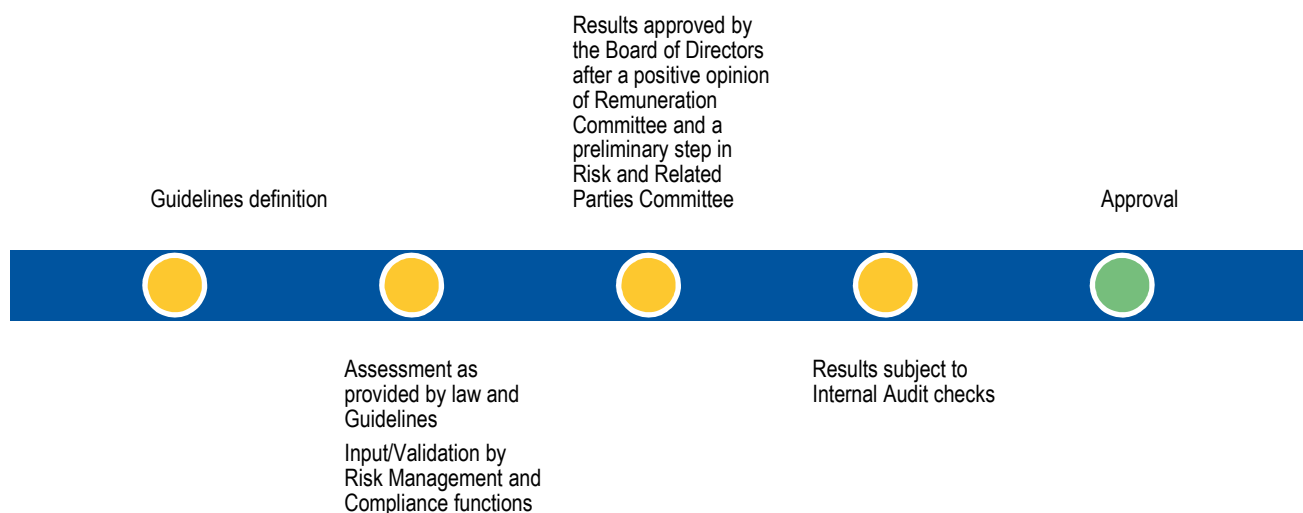 Results approved by
the Board of Directors
after a positive opinion
of Remuneration
Committee and a
preliminary step in
Risk and Related
Parties Committee
Guidelines definition
Approval
Assessment as
provided by law and
Guidelines
Input/Validation by
Risk Management and
Compliance functions
Results subject to
Internal Audit checks